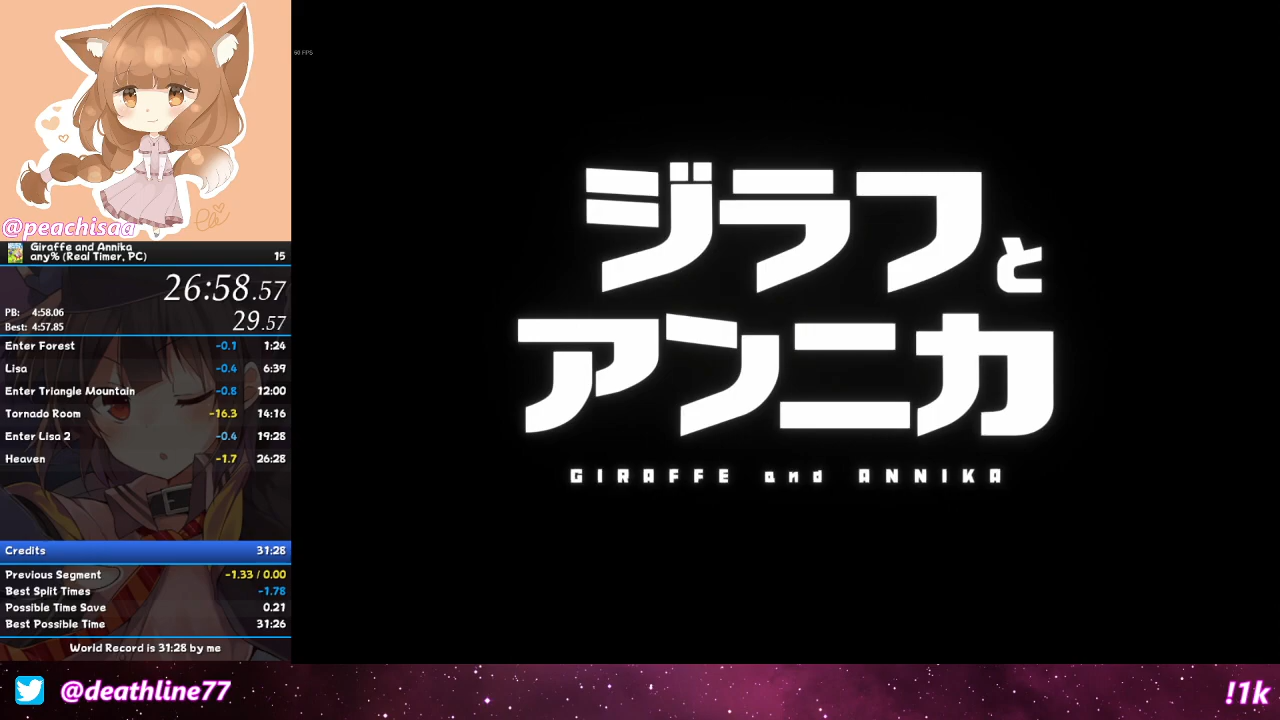 @peachisaa
Giraffe and Annika
any% (Real Timer, PC) 15
26:58.57
PB: 4:58.06
Best: 4:57.85
29.57
Enter Forest -0.1 1:24
Lisa -0.4 6:39
Enter Triangle Mountain -0.8 12:00
Tornado Room -16.3 14:16
Enter Lisa 2 -0.4 19:28
Heaven -1.7 26:28
Credits 31:28
Previous Segment -1.33 / 0.00
Best Split Times -1.78
Possible Time Save 0.21
Best Possible Time 31:26
World Record is 31:28 by me
60 FPS
ジラフと
アンニカ
GIRAFFE and ANNIKA
@deathline77
!1k